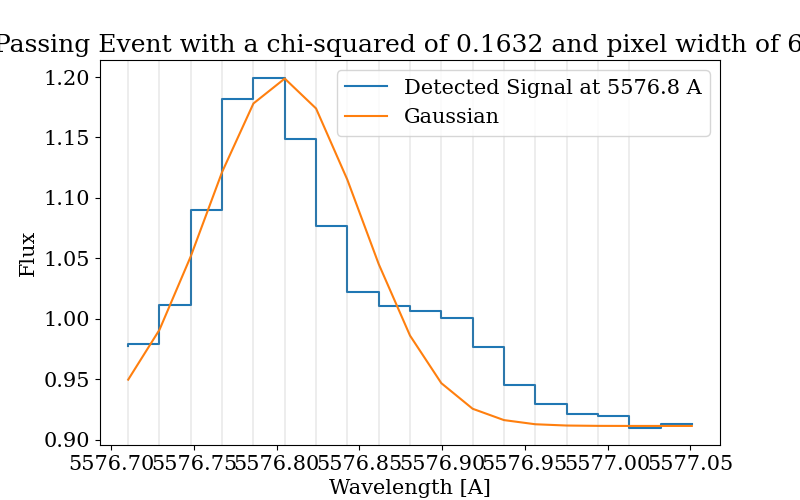 Passing Event with a chi-squared of 0.1632 and pixel width of 6
Detected Signal at 5576.8 A
Gaussian
1.20
1.15
1.10
1.05
1.00
0.95
0.90
Flux
5576.70 5576.75 5576.80 5576.85 5576.90 5576.95 5577.00 5577.05
Wavelength [A]